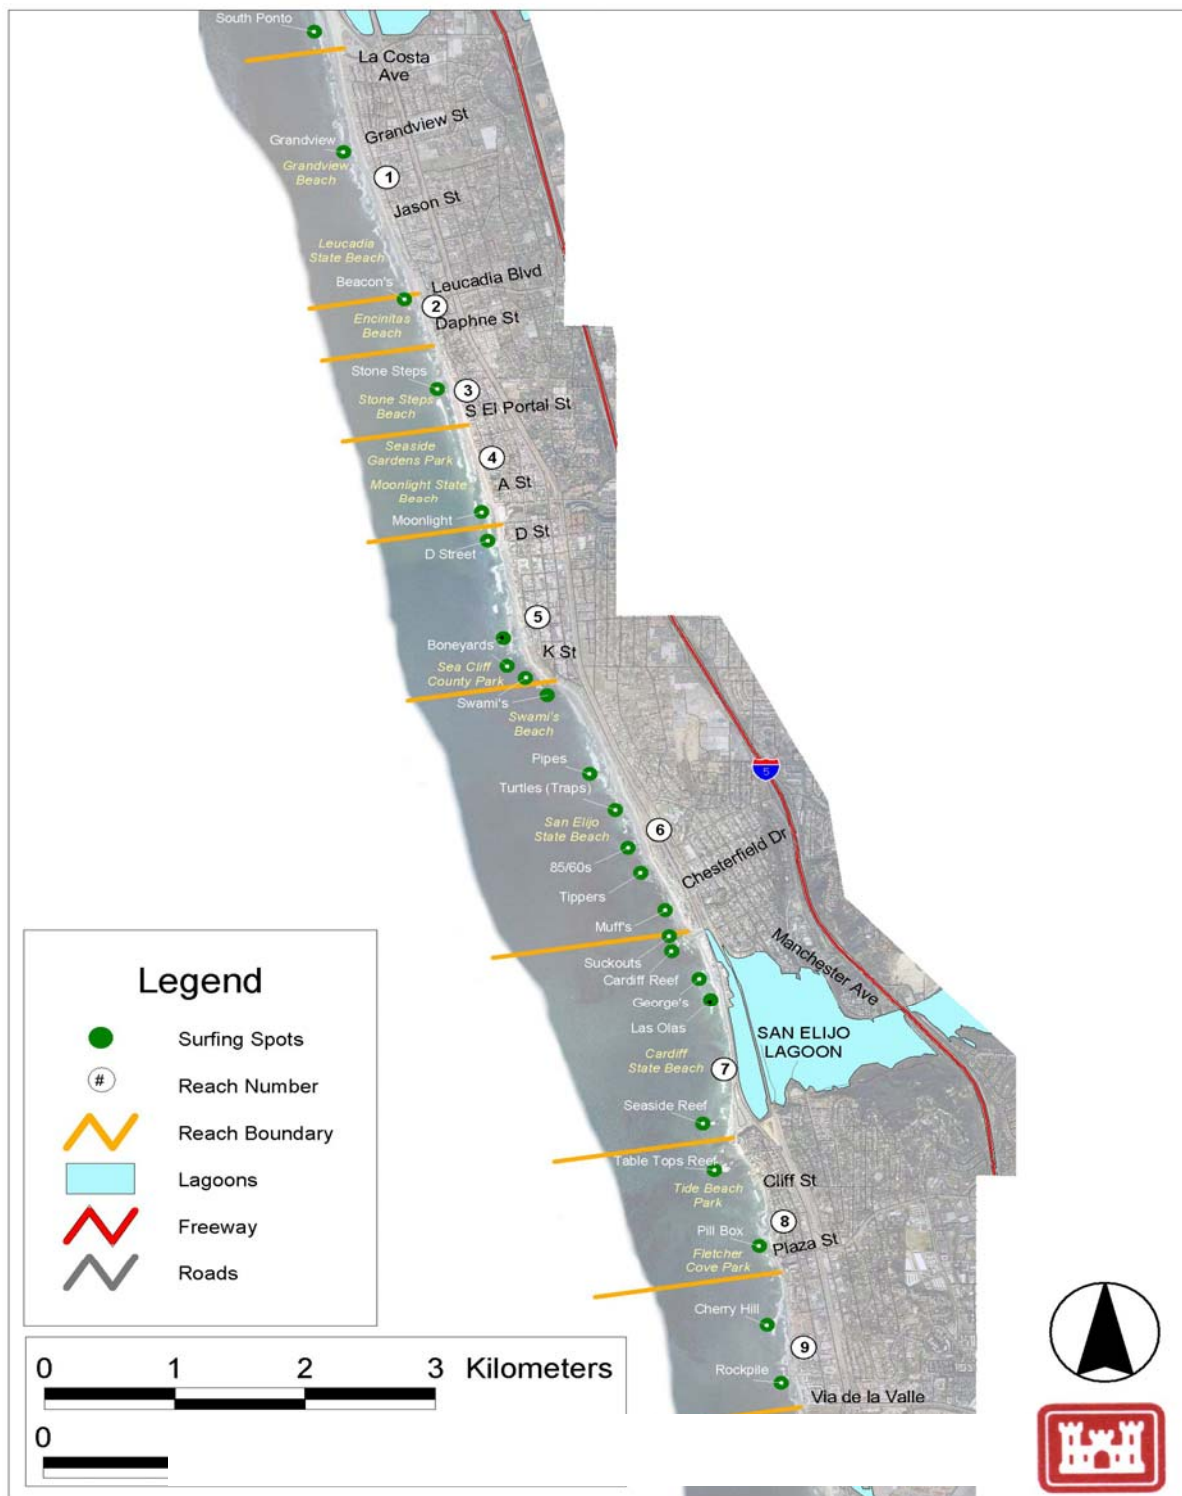 South Ponto
La Costa
Ave
Grandview St
Grandview
Grandview
Beach
1
Jason St
Leucadia
State Beach
Leucadia Blvd
Beacon's
2
Encinitas
Beach
Daphne St
Stone Steps
3
Stone Steps
Beach
S El Portal St
Seaside
Gardens Park
4
A St
Moonlight State
Beach
Moonlight
D St
D Street
5
Boneyards
K St
Sea Cliff
County Park
Swami's
Swami's
Beach
Pipes
5
Turtles (Traps)
San Elijo
State Beach
6
Chesterfield Dr
85/60s
Tippers
Muff's
Manchester Ave
Suckouts
Cardiff Reef
George's
Las Olas
SAN ELIJO
LAGOON
Cardiff
State Beach
7
Seaside Reef
Table Tops Reef
Cliff St
Tide Beach
Park
8
Pill Box
Plaza St
Fletcher
Cove Park
Cherry Hill
9
Rockpile
Via de la Valle
Legend
Surfing Spots
# Reach Number
Reach Boundary
Lagoons
Freeway
Roads
0 1 2 3 Kilometers
0